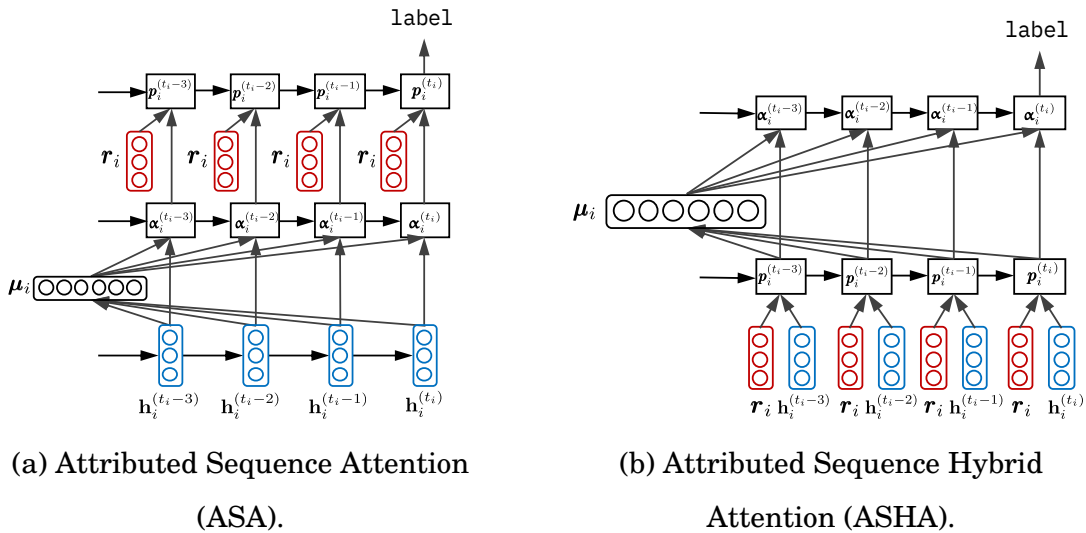 label
p_i^{(t_i-3)} p_i^{(t_i-2)} p_i^{(t_i-1)} p_i^{(t_i)}
r_i r_i r_i r_i
α_i^{(t_i-3)} α_i^{(t_i-2)} α_i^{(t_i-1)} α_i^{(t_i)}
μ_i
h_i^{(t_i-3)} h_i^{(t_i-2)} h_i^{(t_i-1)} h_i^{(t_i)}
(a) Attributed Sequence Attention
(ASA).
label
α_i^{(t_i-3)} α_i^{(t_i-2)} α_i^{(t_i-1)} α_i^{(t_i)}
μ_i
p_i^{(t_i-3)} p_i^{(t_i-2)} p_i^{(t_i-1)} p_i^{(t_i)}
r_i h_i^{(t_i-3)} r_i h_i^{(t_i-2)} r_i h_i^{(t_i-1)} r_i h_i^{(t_i)}
(b) Attributed Sequence Hybrid
Attention (ASHA).